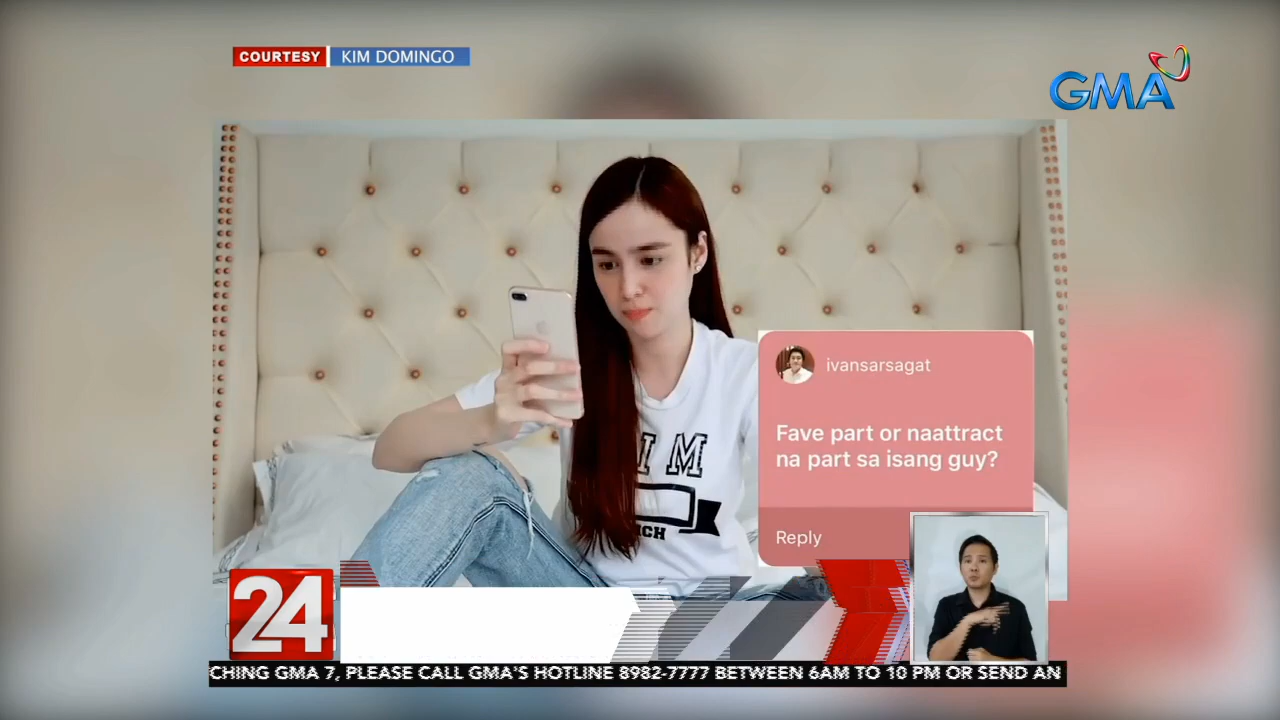 COURTESY KIM DOMINGO
GMA
ivansarsagat
Fave part or naattract
na part sa isang guy?
Reply
24
CHING GMA 7, PLEASE CALL GMA'S HOTLINE 8982-7777 BETWEEN 6AM TO 10 PM OR SEND AN